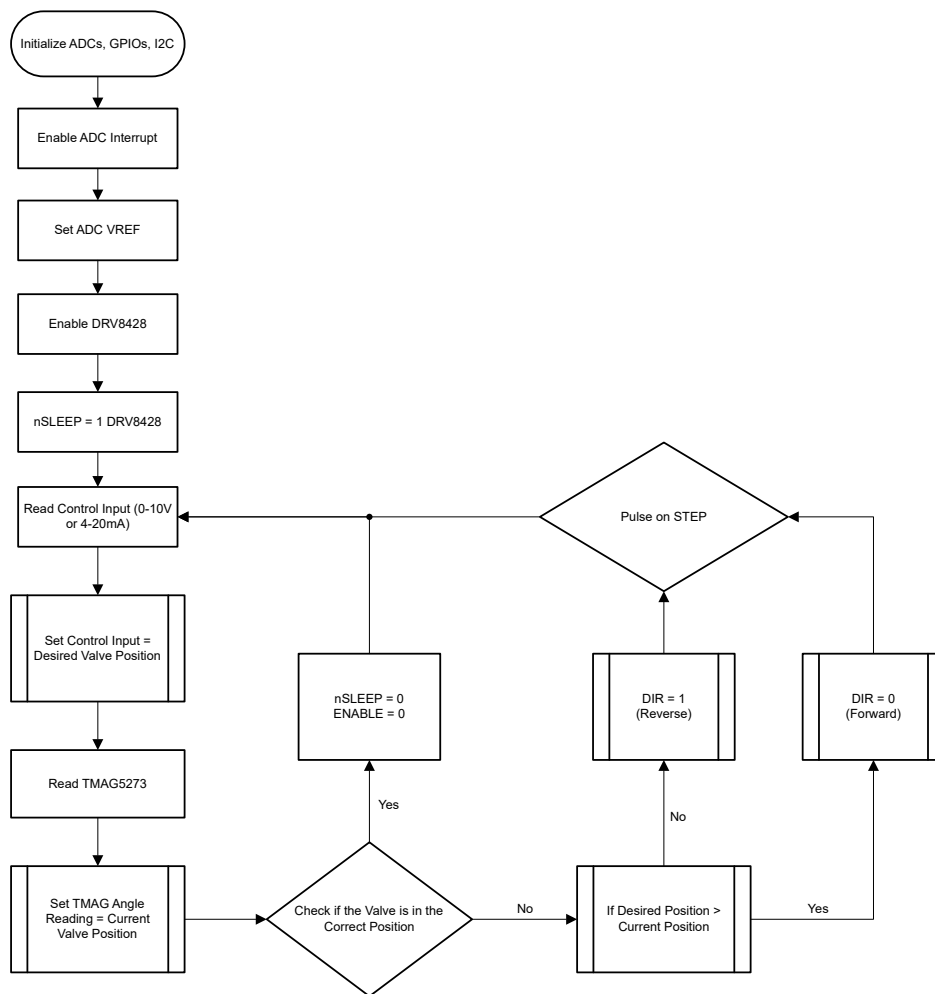 Initialize ADCs, GPIOs, I2C
Enable ADC Interrupt
Set ADC VREF
Enable DRV8428
nSLEEP = 1 DRV8428
Read Control Input (0-10V
or 4-20mA)
Pulse on STEP
Set Control Input =
Desired Valve Position
nSLEEP = 0
ENABLE = 0
DIR = 1
(Reverse)
DIR = 0
(Forward)
Read TMAG5273
Yes
No
Set TMAG Angle
Reading = Current
Valve Position
Check if the Valve is in the
Correct Position
No
If Desired Position >
Current Position
Yes